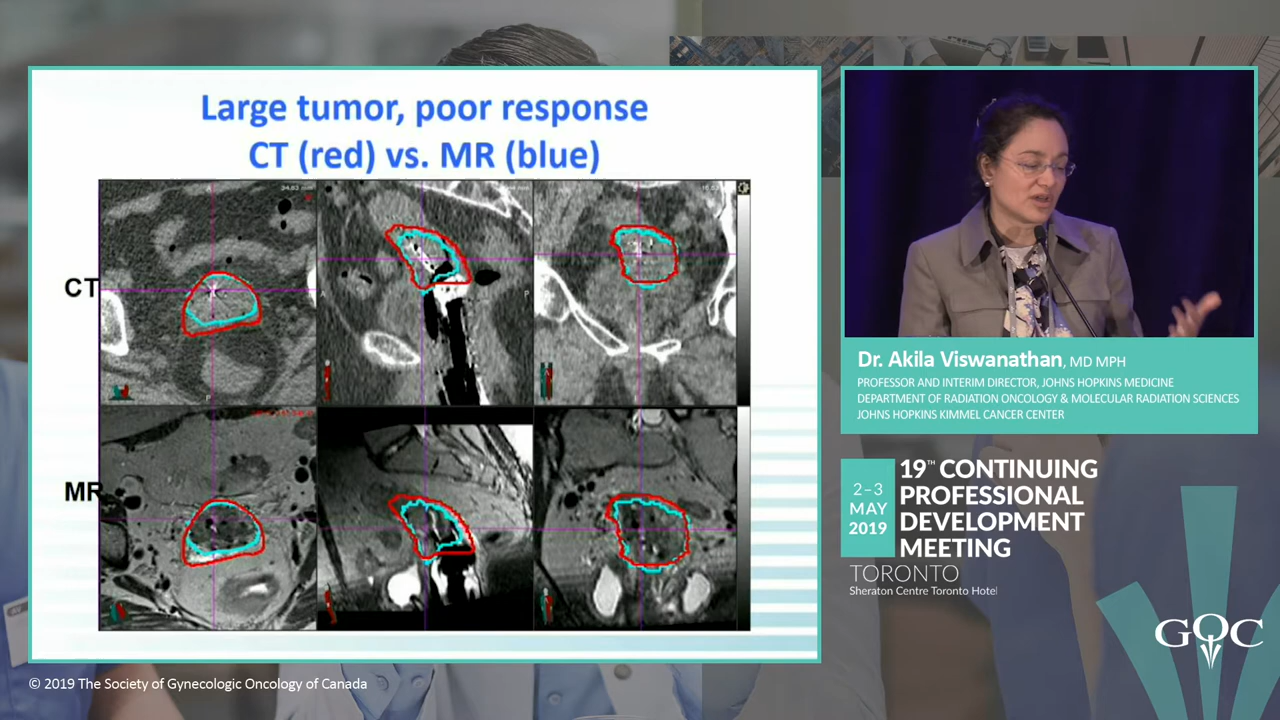 Large tumor, poor response
CT (red) vs. MR (blue)
CT
MR
Dr. Akila Viswanathan, MD MPH
PROFESSOR AND INTERIM DIRECTOR, JOHNS HOPKINS MEDICINE
DEPARTMENT OF RADIATION ONCOLOGY & MOLECULAR RADIATION SCIENCES
JOHNS HOPKINS KIMMEL CANCER CENTER
2–3
MAY
2019
19™ CONTINUING
PROFESSIONAL
DEVELOPMENT
MEETING
TORONTO
Sheraton Centre Toronto Hotel
GOC
© 2019 The Society of Gynecologic Oncology of Canada